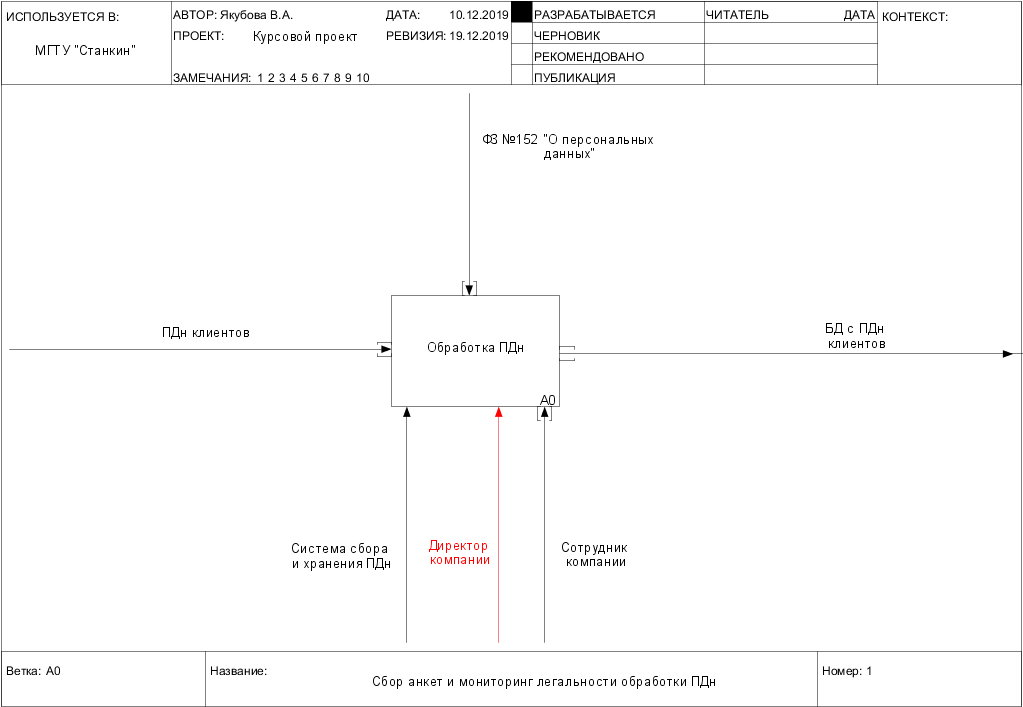 ИСПОЛЬЗУЕТСЯ В:
МГТУ "Станкин"
АВТОР: Якубова В.А.
ДАТА: 10.12.2019
ПРОЕКТ: Курсовой проект
РЕВИЗИЯ: 19.12.2019
ЗАМЕЧАНИЯ: 1 2 3 4 5 6 7 8 9 10
РАЗРАБАТЫВАЕТСЯ
ЧЕРНОВИК
РЕКОМЕНДОВАНО
ПУБЛИКАЦИЯ
ЧИТАТЕЛЬ ДАТА
КОНТЕКСТ:
ФЗ №152 "О персональных
данных"
ПДн клиентов
Обработка ПДн
A0
БД с ПДн
клиентов
Система сбора
и хранения ПДн
Директор
компании
Сотрудник
компании
Ветка: A0
Название:
Сбор анкет и мониторинг легальности обработки ПДн
Номер: 1